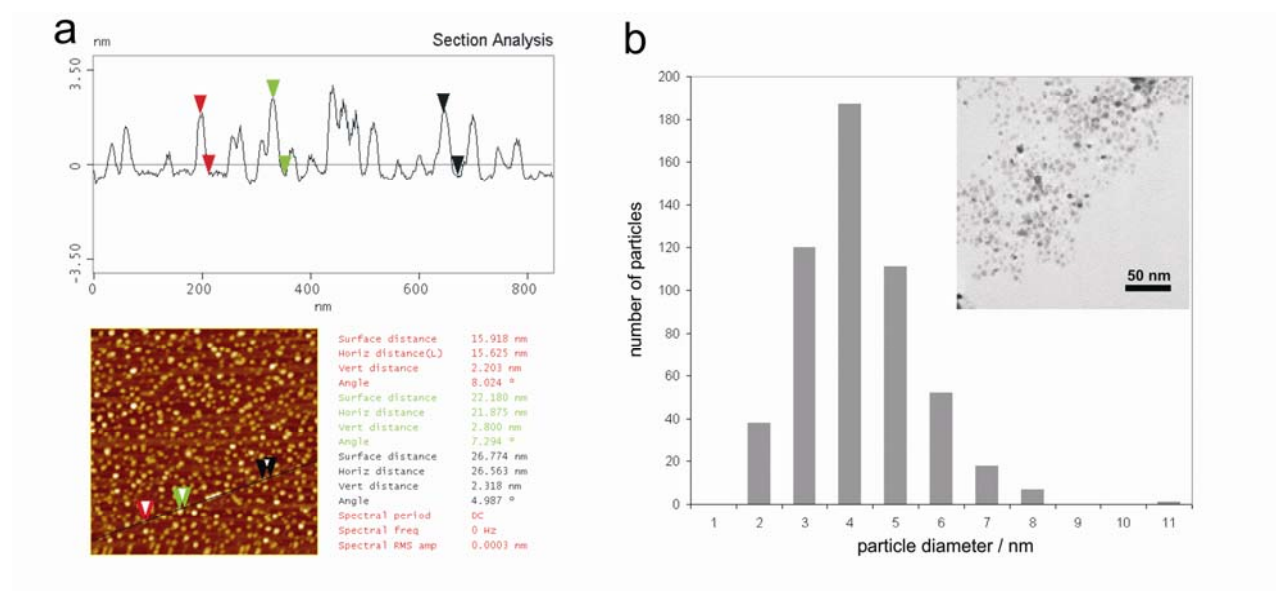 a
nm
Section Analysis
3.50
0
-3.50
0 200 400 600 800
nm
Surface distance 15.918 nm
Horiz distance(L) 15.625 nm
Vert distance 2.203 nm
Angle 8.024 °
Surface distance 22.180 nm
Horiz distance 21.875 nm
Vert distance 2.800 nm
Angle 7.294 °
Surface distance 26.774 nm
Horiz distance 26.563 nm
Vert distance 2.318 nm
Angle 4.987 °
Spectral period DC
Spectral freq 0 Hz
Spectral RMS amp 0.0003 nm
b
number of particles
200
180
160
140
120
100
80
60
40
20
0
50 nm
1 2 3 4 5 6 7 8 9 10 11
particle diameter / nm